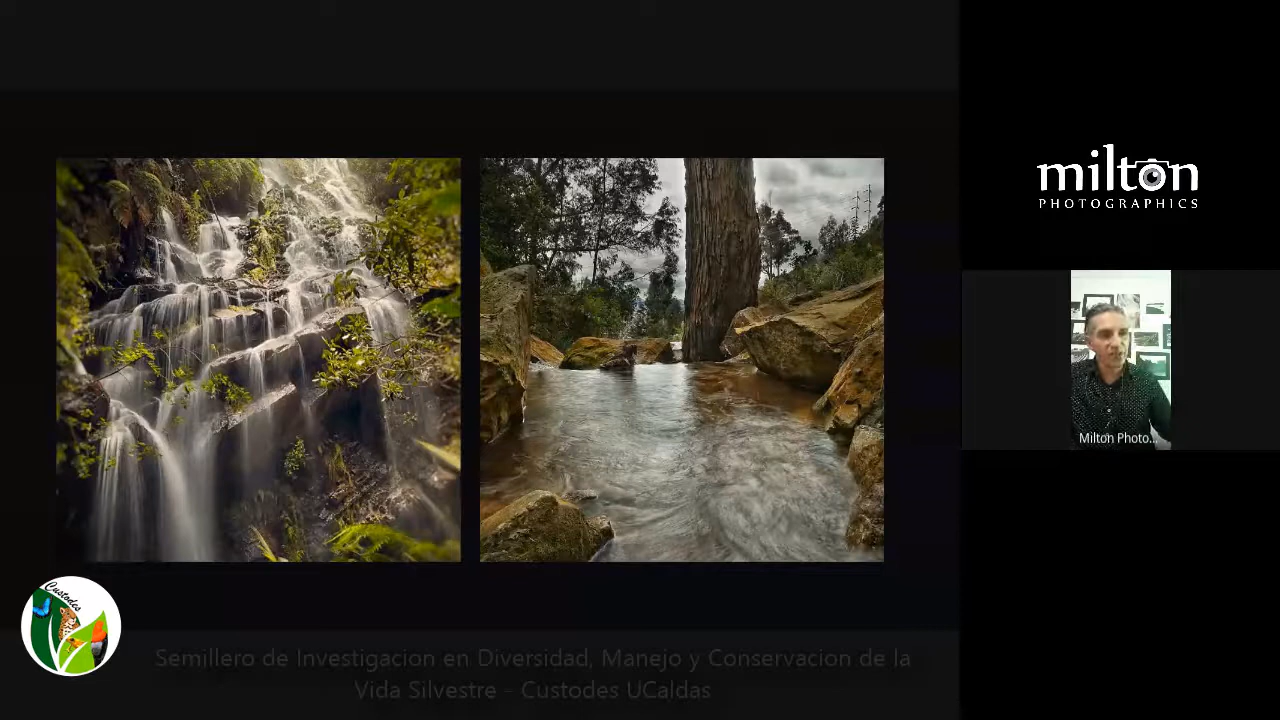 milton
PHOTOGRAPHICS
Milton Photo...
Custodes
Semillero de Investigacion en Diversidad, Manejo y Conservacion de la
Vida Silvestre - Custodes UCaldas